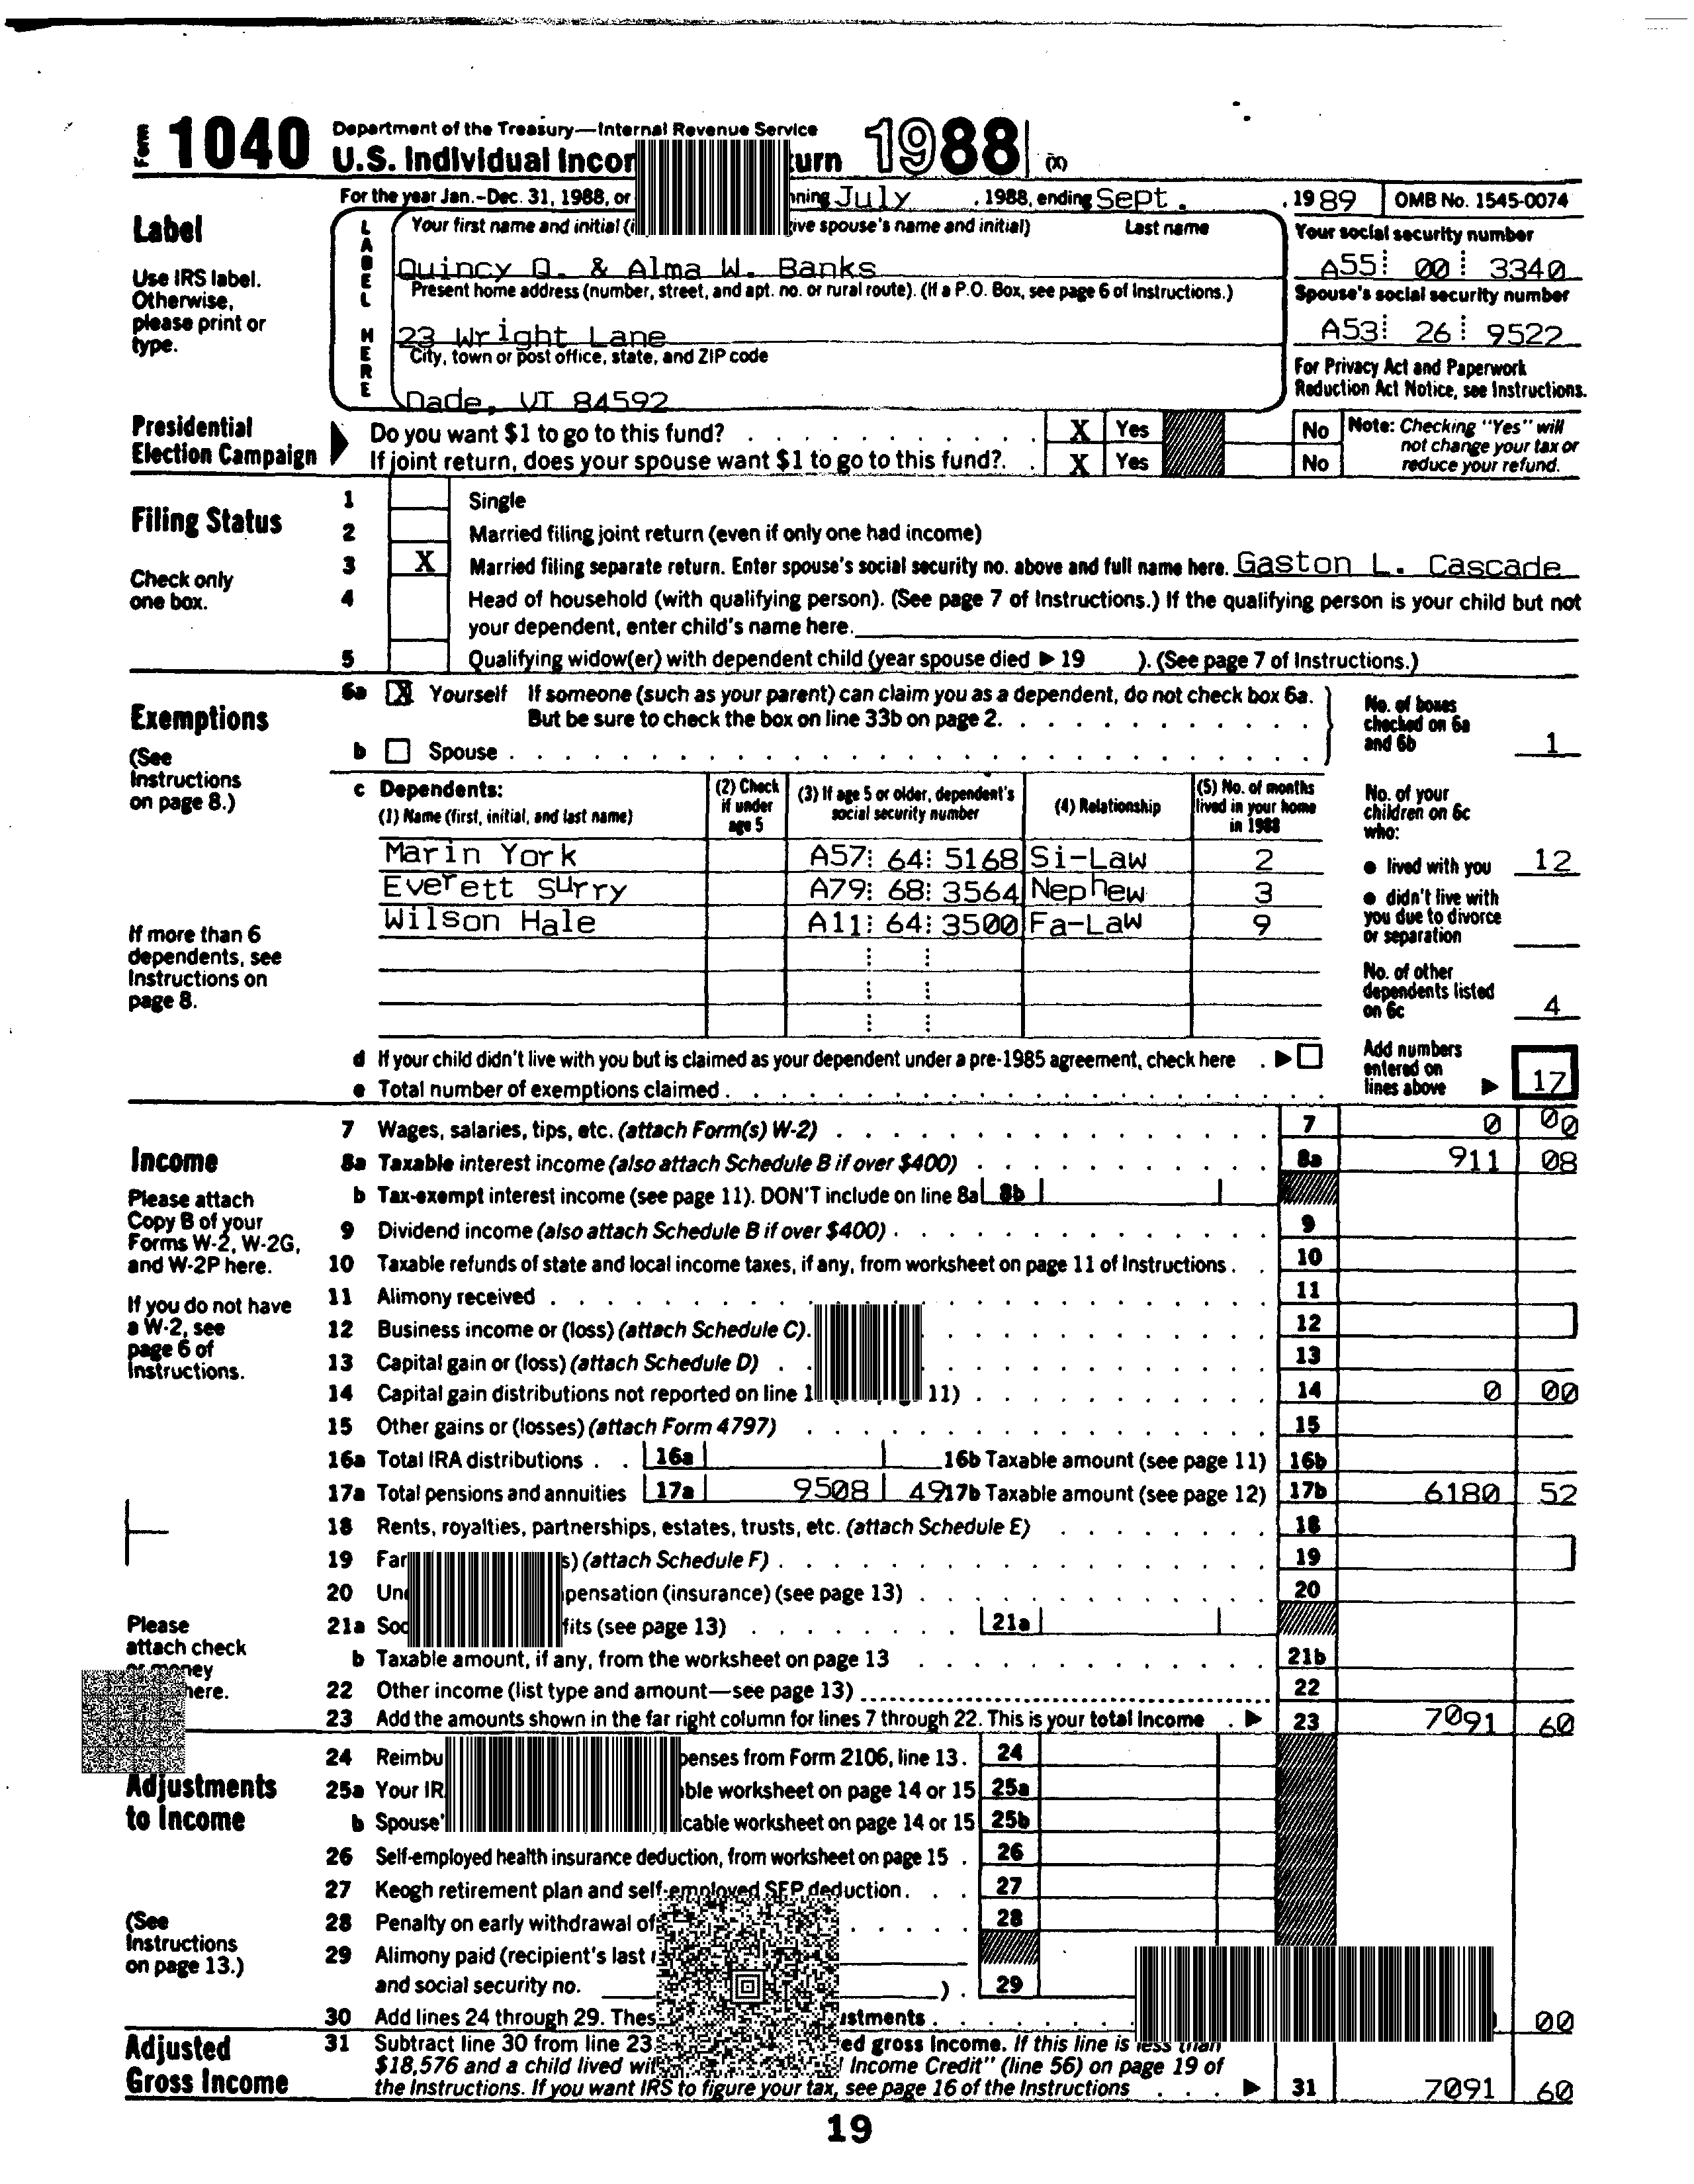 Form 1040 Department of the Treasury—Internal Revenue Service
U.S. Individual 1988 (X)
For the year Jan.–Dec. 31, 1988, or July , 1988, ending Sept. , 19 89 OMB No. 1545-0074
Label
Use IRS label.
Otherwise,
please print or
type.
LABEL HERE
Your first name and initial give spouse's name and initial) Last name
Quincy Q. & Alma W. Banks
Present home address (number, street, and apt. no. or rural route). (If a P.O. Box, see page 6 of Instructions.)
23 Wright Lane
City, town or post office, state, and ZIP code
Dade, VT 84592
Your social security number
A55 00 3340
Spouse's social security number
A53 26 9522
For Privacy Act and Paperwork
Reduction Act Notice, see Instructions.
Presidential
Election Campaign
Do you want $1 to go to this fund? X Yes No
If joint return, does your spouse want $1 to go to this fund?. X Yes No
Note: Checking "Yes" will
not change your tax or
reduce your refund.
Filing Status
Check only
one box.
1 Single
2 Married filing joint return (even if only one had income)
3 X Married filing separate return. Enter spouse's social security no. above and full name here. Gaston L. Cascade
4 Head of household (with qualifying person). (See page 7 of Instructions.) If the qualifying person is your child but not
your dependent, enter child's name here.
5 Qualifying widow(er) with dependent child (year spouse died ▶ 19 ). (See page 7 of Instructions.)
Exemptions
(See
Instructions
on page 8.)
If more than 6
dependents, see
Instructions on
page 8.
6a X Yourself If someone (such as your parent) can claim you as a dependent, do not check box 6a.
But be sure to check the box on line 33b on page 2.
b Spouse
No. of boxes
checked on 6a
and 6b 1
c Dependents:
(1) Name (first, initial, and last name)
(2) Check
if under
age 5
(3) If age 5 or older, dependent's
social security number
(4) Relationship
(5) No. of months
lived in your home
in 1988
Marin York A57 64 5168 Si-Law 2
Everett Surry A79 68 3564 Nephew 3
Wilson Hale A11 64 3500 Fa-Law 9
No. of your
children on 6c
who:
● lived with you 12
● didn't live with
you due to divorce
or separation
No. of other
dependents listed
on 6c 4
d If your child didn't live with you but is claimed as your dependent under a pre-1985 agreement, check here ▶
e Total number of exemptions claimed
Add numbers
entered on
lines above ▶ 17
Income
Please attach
Copy B of your
Forms W-2, W-2G,
and W-2P here.
If you do not have
a W-2, see
page 6 of
Instructions.
Please
attach check
or money
here.
7 Wages, salaries, tips, etc. (attach Form(s) W-2) 7 0 00
8a Taxable interest income (also attach Schedule B if over $400) 8a 911 08
b Tax-exempt interest income (see page 11). DON'T include on line 8a 8b
9 Dividend income (also attach Schedule B if over $400) 9
10 Taxable refunds of state and local income taxes, if any, from worksheet on page 11 of Instructions 10
11 Alimony received 11
12 Business income or (loss) (attach Schedule C). 12
13 Capital gain or (loss) (attach Schedule D) 13
14 Capital gain distributions not reported on line 11) 14 0 00
15 Other gains or (losses) (attach Form 4797) 15
16a Total IRA distributions 16a 16b Taxable amount (see page 11) 16b
17a Total pensions and annuities 17a 9508 49 17b Taxable amount (see page 12) 17b 6180 52
18 Rents, royalties, partnerships, estates, trusts, etc. (attach Schedule E) 18
19 (attach Schedule F) 19
20 (insurance) (see page 13) 20
21a (see page 13) 21a
b Taxable amount, if any, from the worksheet on page 13 21b
22 Other income (list type and amount—see page 13) 22
23 Add the amounts shown in the far right column for lines 7 through 22. This is your total income ▶ 23 7091 60
Adjustments
to Income
(See
Instructions
on page 13.)
24 from Form 2106, line 13. 24
25a Your worksheet on page 14 or 15 25a
b worksheet on page 14 or 15 25b
26 Self-employed health insurance deduction, from worksheet on page 15 26
27 Keogh retirement plan and self-employed SEP deduction 27
28 Penalty on early withdrawal of 28
29 Alimony paid (recipient's last
and social security no. ) 29
30 Add lines 24 through 29. 00
Adjusted
Gross Income
31 Subtract line 30 from line 23 gross income. If this line is less than
$18,576 and a child lived Income Credit" (line 56) on page 19 of
the Instructions. If you want IRS to figure your tax, see page 16 of the Instructions ▶ 31 7091 60
19